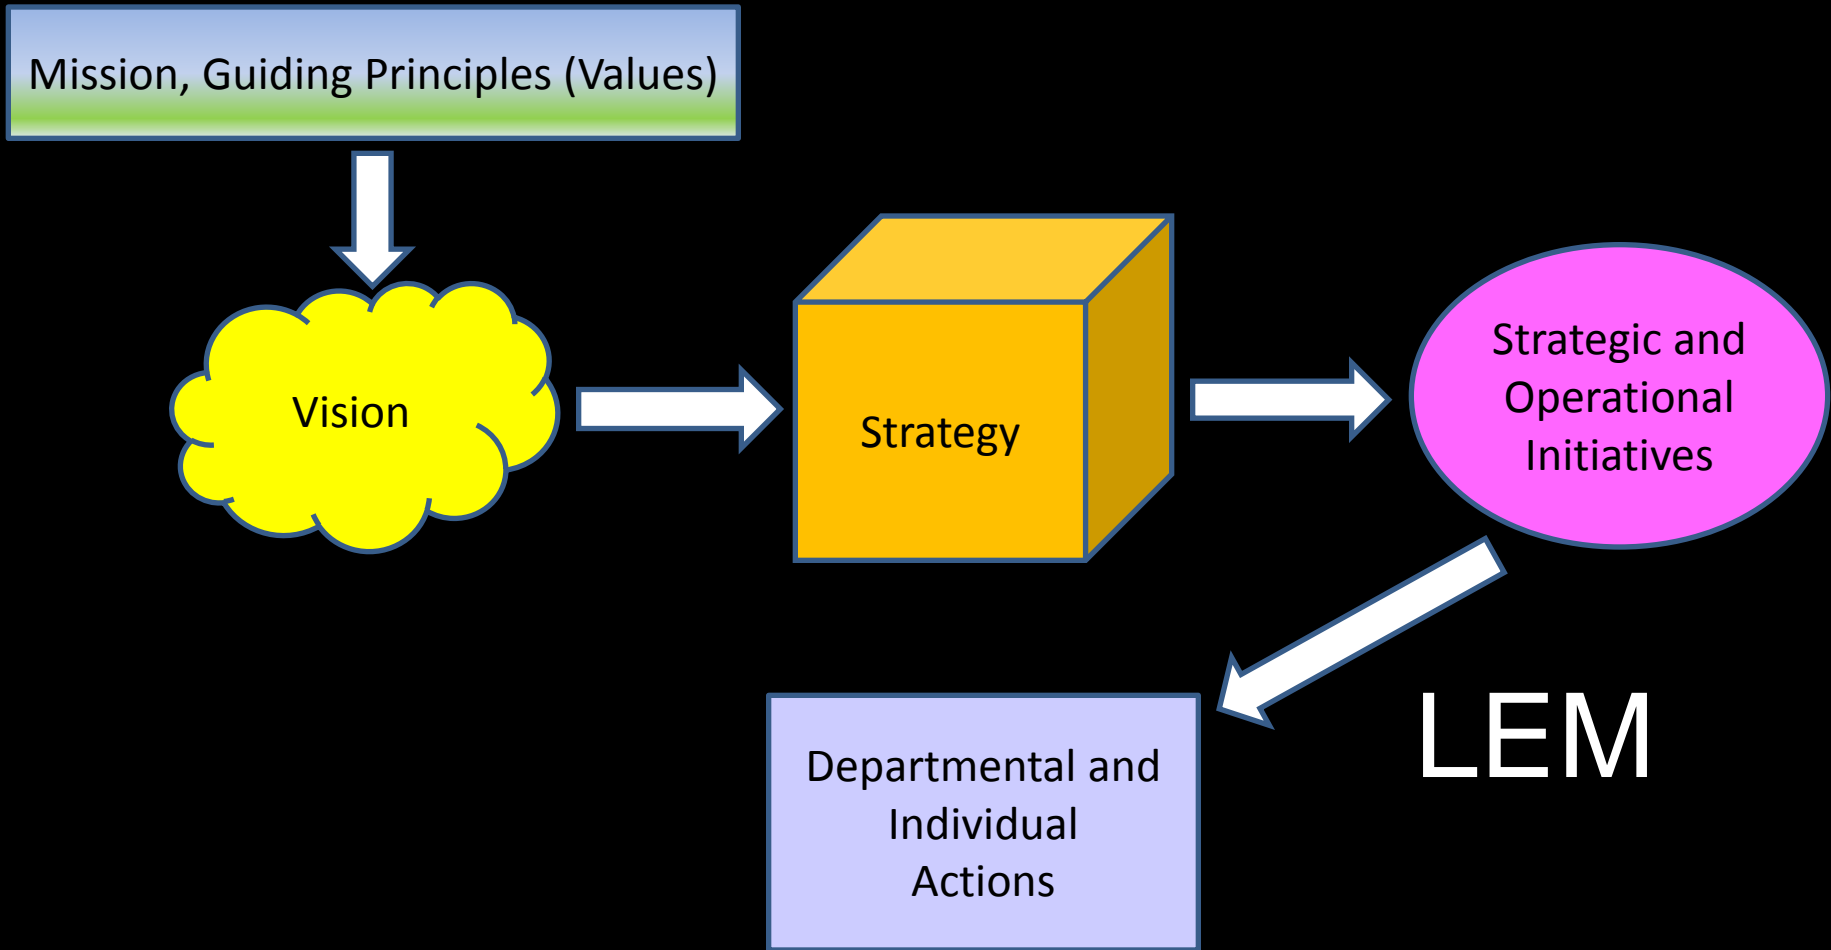 Mission, Guiding Principles (Values)
Vision
Strategy
Strategic and
Operational
Initiatives
LEM
Departmental and
Individual
Actions